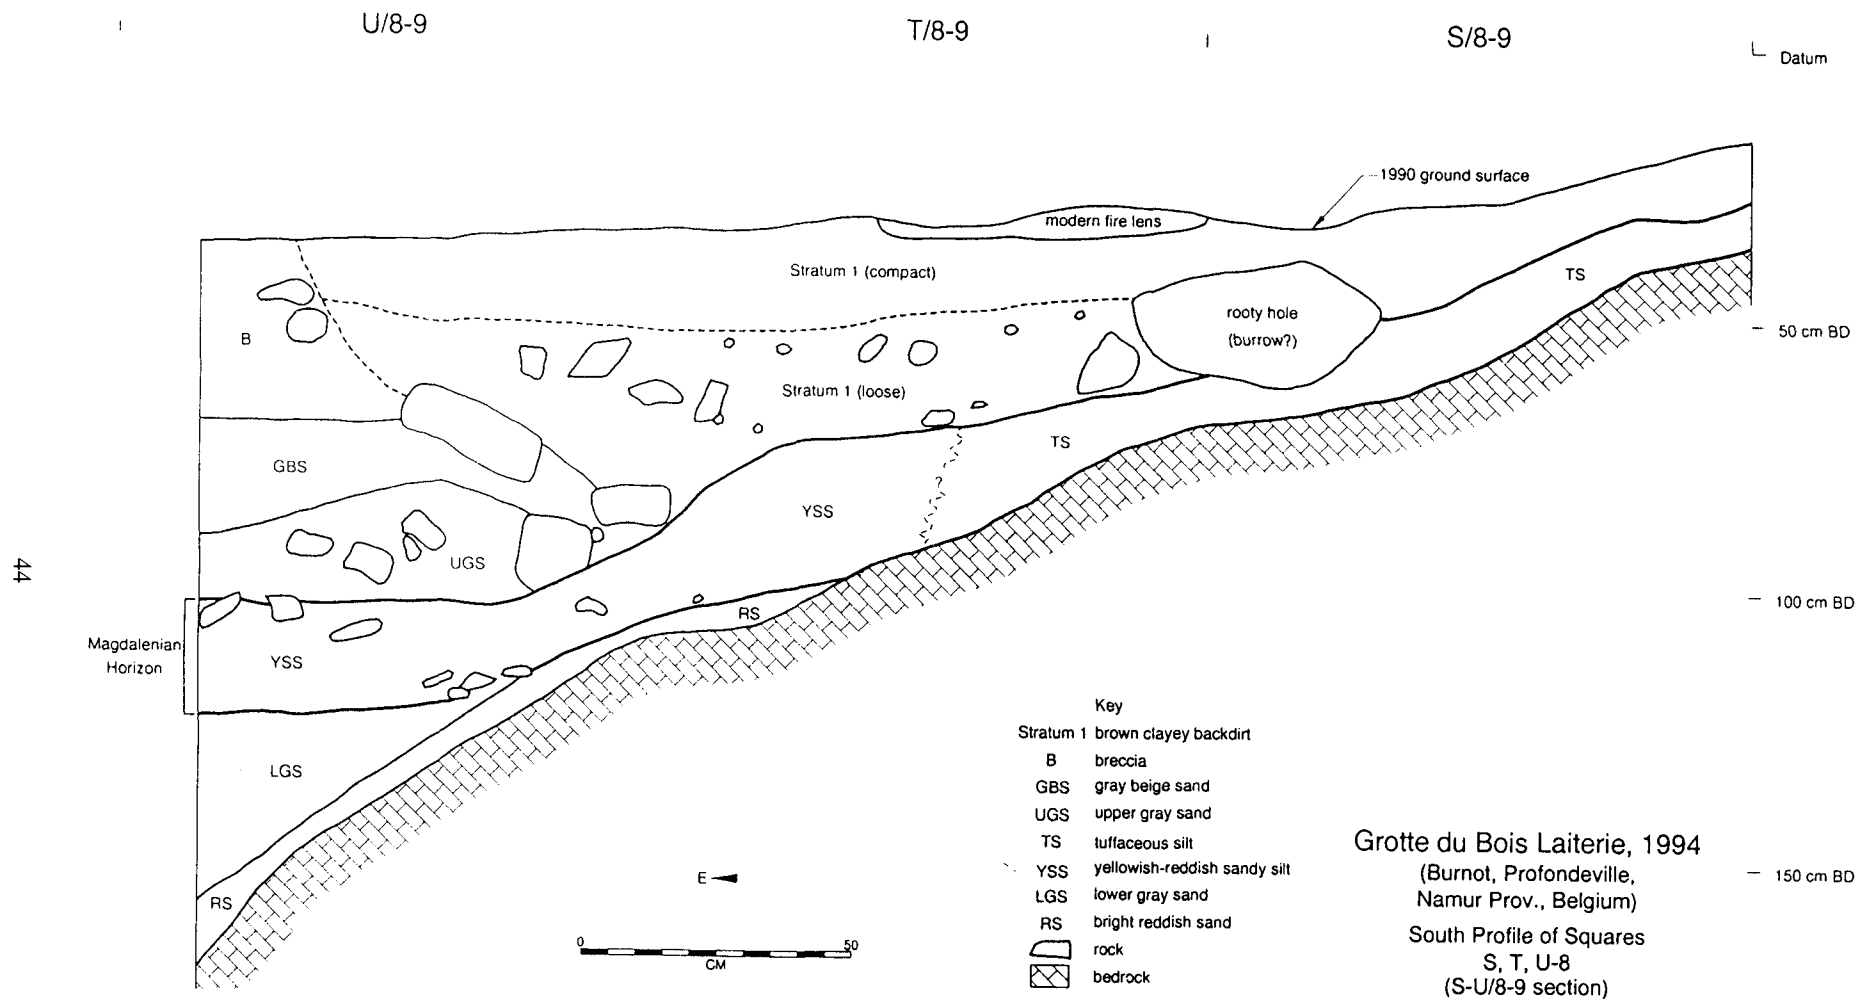 U/8-9
T/8-9
S/8-9
Datum
1990 ground surface
modern fire lens
Stratum 1 (compact)
TS
rooty hole
(burrow?)
50 cm BD
B
Stratum 1 (loose)
TS
GBS
YSS
UGS
44
100 cm BD
RS
Magdalenian
Horizon
YSS
LGS
RS
Key
Stratum 1 brown clayey backdirt
B breccia
GBS gray beige sand
UGS upper gray sand
TS tuffaceous silt
YSS yellowish-reddish sandy silt
LGS lower gray sand
RS bright reddish sand
rock
bedrock
E
0 50
CM
150 cm BD
Grotte du Bois Laiterie, 1994
(Burnot, Profondeville,
Namur Prov., Belgium)
South Profile of Squares
S, T, U-8
(S-U/8-9 section)